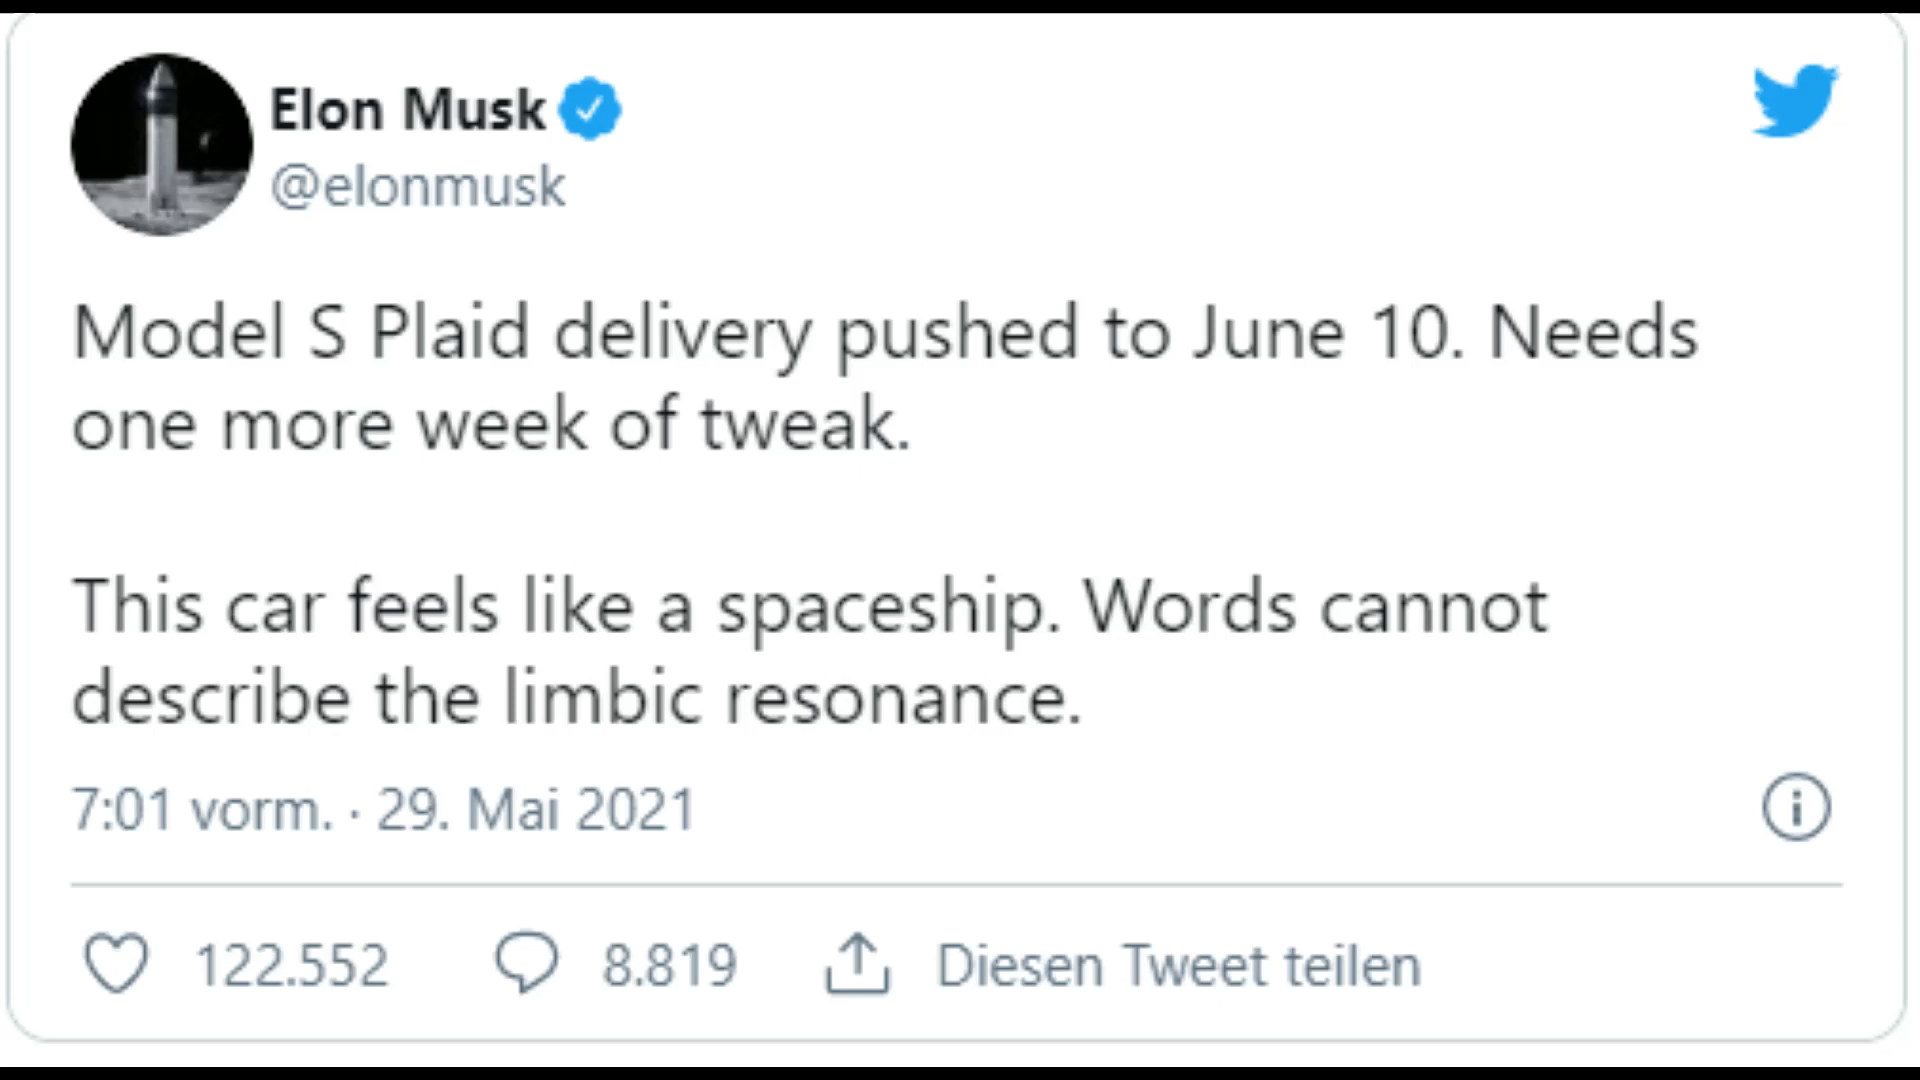 Elon Musk
@elonmusk
Model S Plaid delivery pushed to June 10. Needs
one more week of tweak.
This car feels like a spaceship. Words cannot
describe the limbic resonance.
7:01 vorm. · 29. Mai 2021
122.552 8.819 Diesen Tweet teilen